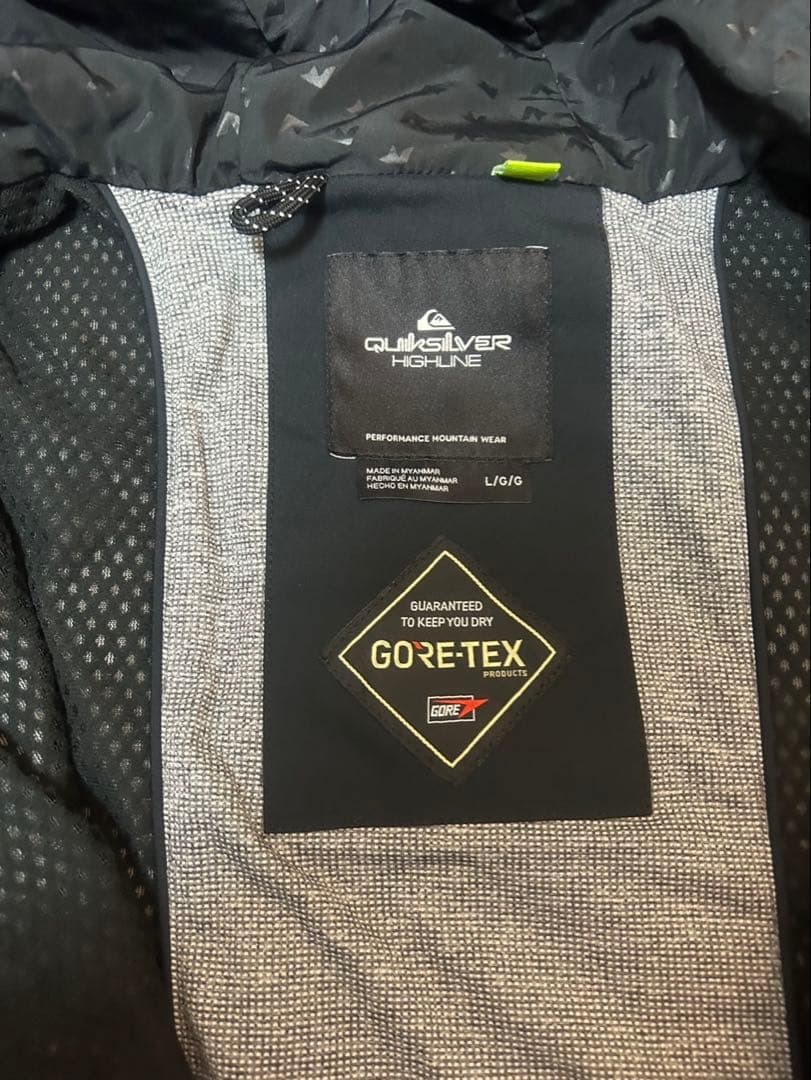 QUIKSILVER
HIGHLINE
PERFORMANCE MOUNTAIN WEAR
MADE IN MYANMAR
FABRIQUÉ AU MYANMAR
HECHO EN MYANMAR
L/G/G
GUARANTEED
TO KEEP YOU DRY
GORE-TEX
PRODUCTS
GORE